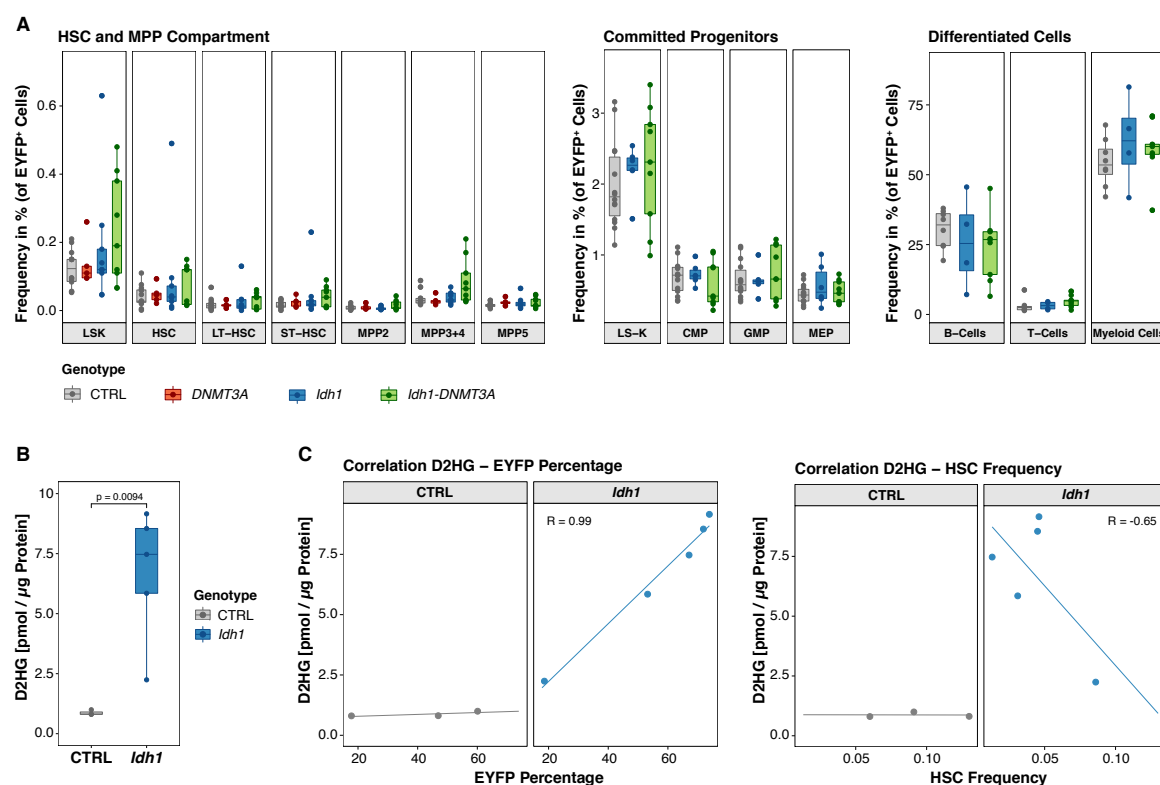 A
HSC and MPP Compartment
Committed Progenitors
Differentiated Cells
Frequency in % (of EYFP⁺ Cells)
0.6
0.4
0.2
0.0
LSK HSC LT−HSC ST−HSC MPP2 MPP3+4 MPP5
Frequency in % (of EYFP⁺ Cells)
3
2
1
LS−K CMP GMP MEP
Frequency in % (of EYFP⁺ Cells)
75
50
25
0
B−Cells T−Cells Myeloid Cells
Genotype
CTRL DNMT3A Idh1 Idh1-DNMT3A
B
D2HG [pmol / µg Protein]
10
7.5
5.0
2.5
0.0
p = 0.0094
CTRL Idh1
Genotype
CTRL
Idh1
C
Correlation D2HG − EYFP Percentage
CTRL Idh1
R = 0.99
D2HG [pmol / µg Protein]
7.5
5.0
2.5
0.0
20 40 60 20 40 60
EYFP Percentage
Correlation D2HG − HSC Frequency
CTRL Idh1
R = -0.65
D2HG [pmol / µg Protein]
7.5
5.0
2.5
0.0
0.05 0.10 0.05 0.10
HSC Frequency